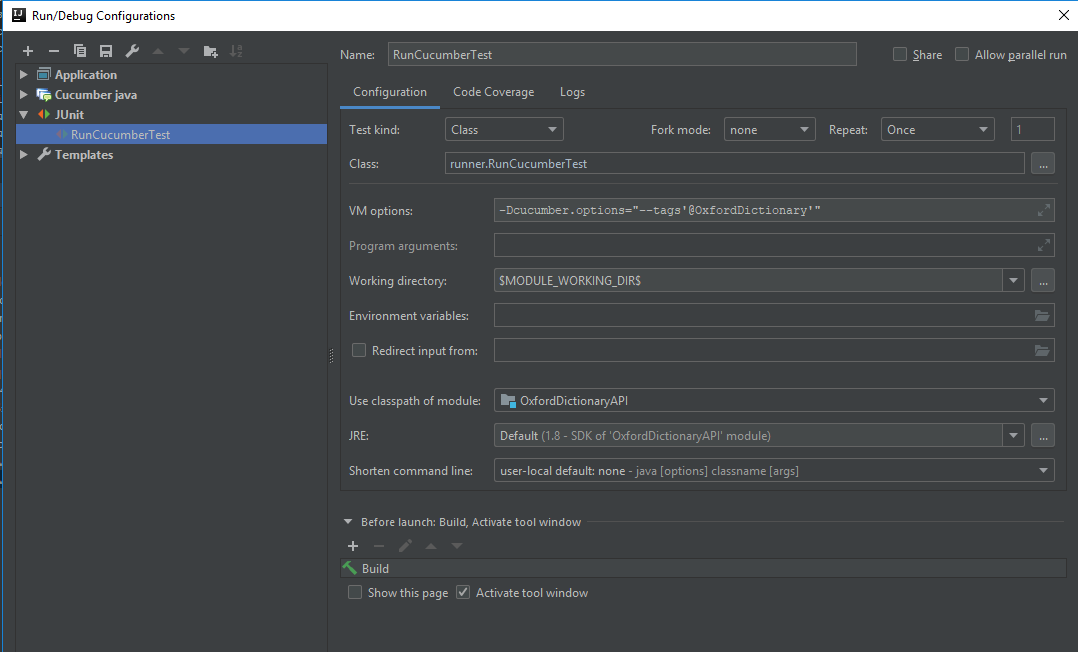 Run/Debug Configurations
Application
Cucumber java
JUnit
RunCucumberTest
Templates
Name: RunCucumberTest Share Allow parallel run
Configuration Code Coverage Logs
Test kind: Class Fork mode: none Repeat: Once 1
Class: runner.RunCucumberTest ...
VM options: -Dcucumber.options="--tags'@OxfordDictionary'"
Program arguments:
Working directory: $MODULE_WORKING_DIR$ ...
Environment variables:
Redirect input from:
Use classpath of module: OxfordDictionaryAPI
JRE: Default (1.8 - SDK of 'OxfordDictionaryAPI' module) ...
Shorten command line: user-local default: none - java [options] classname [args]
Before launch: Build, Activate tool window
Build
Show this page Activate tool window